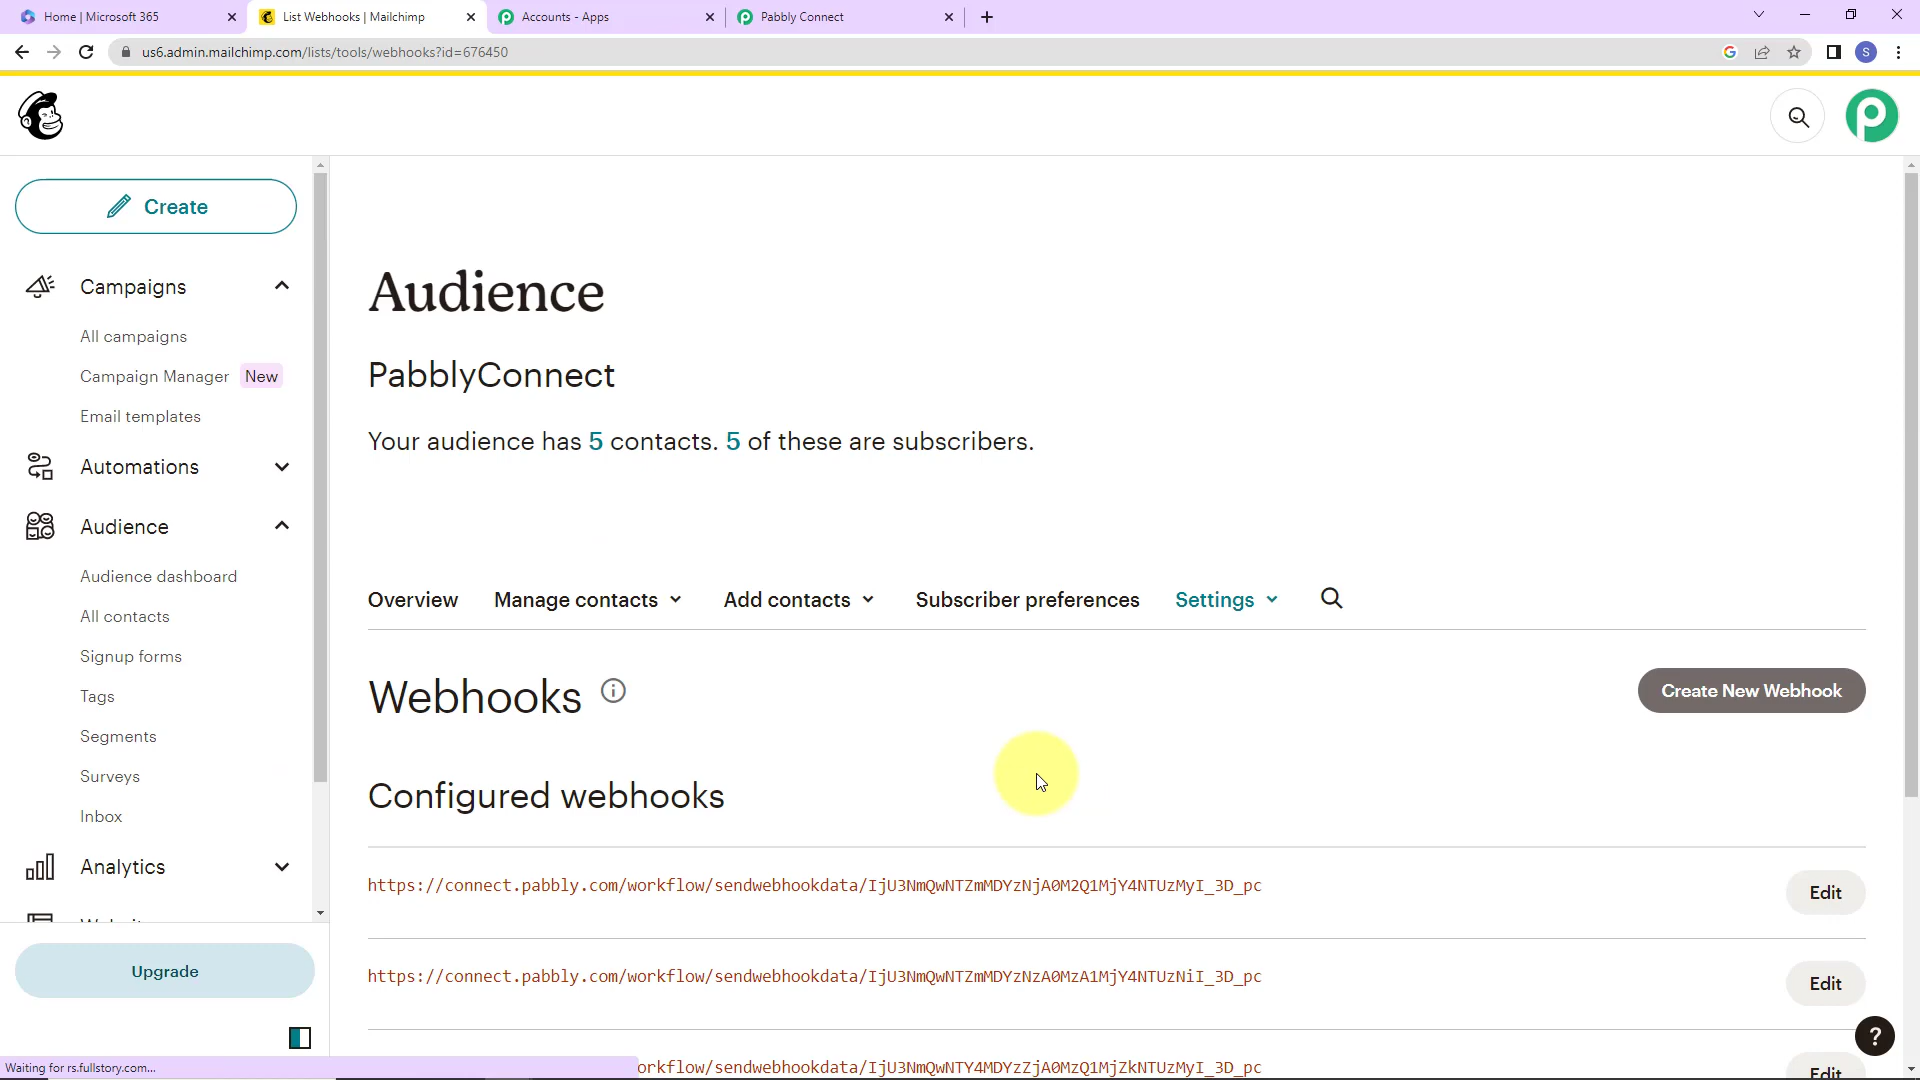 Home | Microsoft 365
List Webhooks | Mailchimp
Accounts - Apps
Pabbly Connect
us6.admin.mailchimp.com/lists/tools/webhooks?id=676450
S
Create
Campaigns
All campaigns
Campaign Manager New
Email templates
Automations
Audience
Audience dashboard
All contacts
Signup forms
Tags
Segments
Surveys
Inbox
Analytics
Upgrade
Waiting for rs.fullstory.com...
Audience
PabblyConnect
Your audience has 5 contacts. 5 of these are subscribers.
Overview Manage contacts Add contacts Subscriber preferences Settings
Webhooks
Create New Webhook
Configured webhooks
https://connect.pabbly.com/workflow/sendwebhookdata/IjU3NmQwNTZmMDYzNjA0M2Q1MjY4NTUzMyI_3D_pc
Edit
https://connect.pabbly.com/workflow/sendwebhookdata/IjU3NmQwNTZmMDYzNzA0MzA1MjY4NTUzNiI_3D_pc
Edit
orkflow/sendwebhookdata/IjU3NmQwNTY4MDYzZjA0MzQ1MjZkNTUzMyI_3D_pc
Edit
?